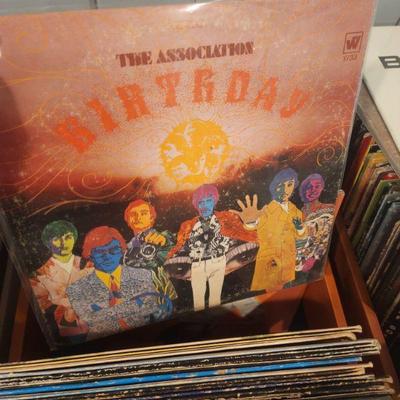 THE ASSOCIATION
BIRTHDAY
W
B